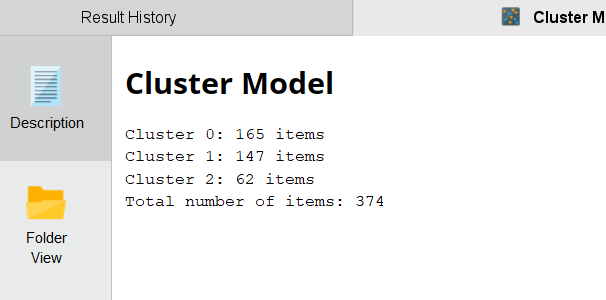 Result History
Cluster M
Description
Folder
View
Cluster Model
Cluster 0: 165 items
Cluster 1: 147 items
Cluster 2: 62 items
Total number of items: 374